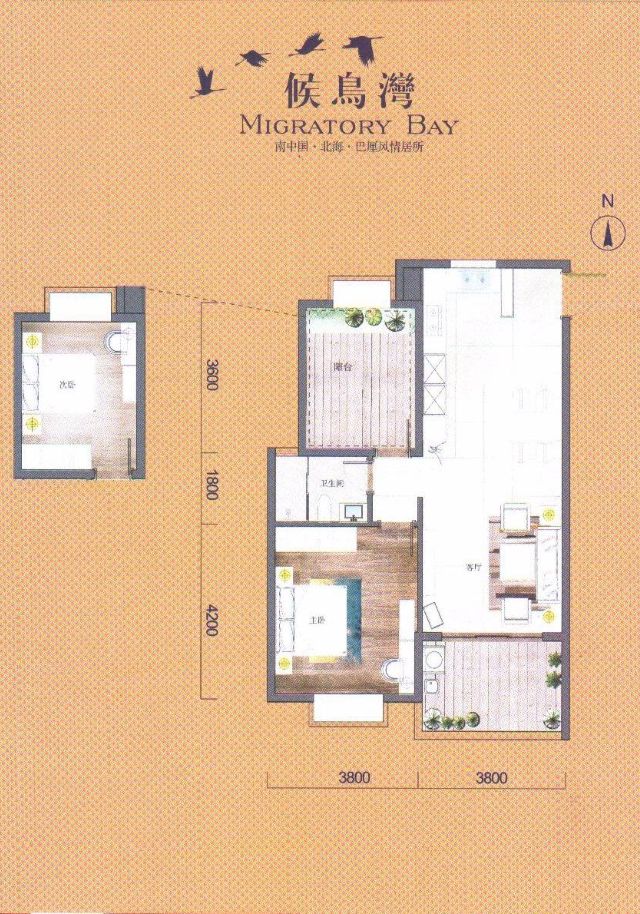 候鳥灣
MIGRATORY BAY
南中国·北海·巴厘风情居所
N
3600
阳台
次卧
1800
卫生间
客厅
4200
主卧
3800
3800